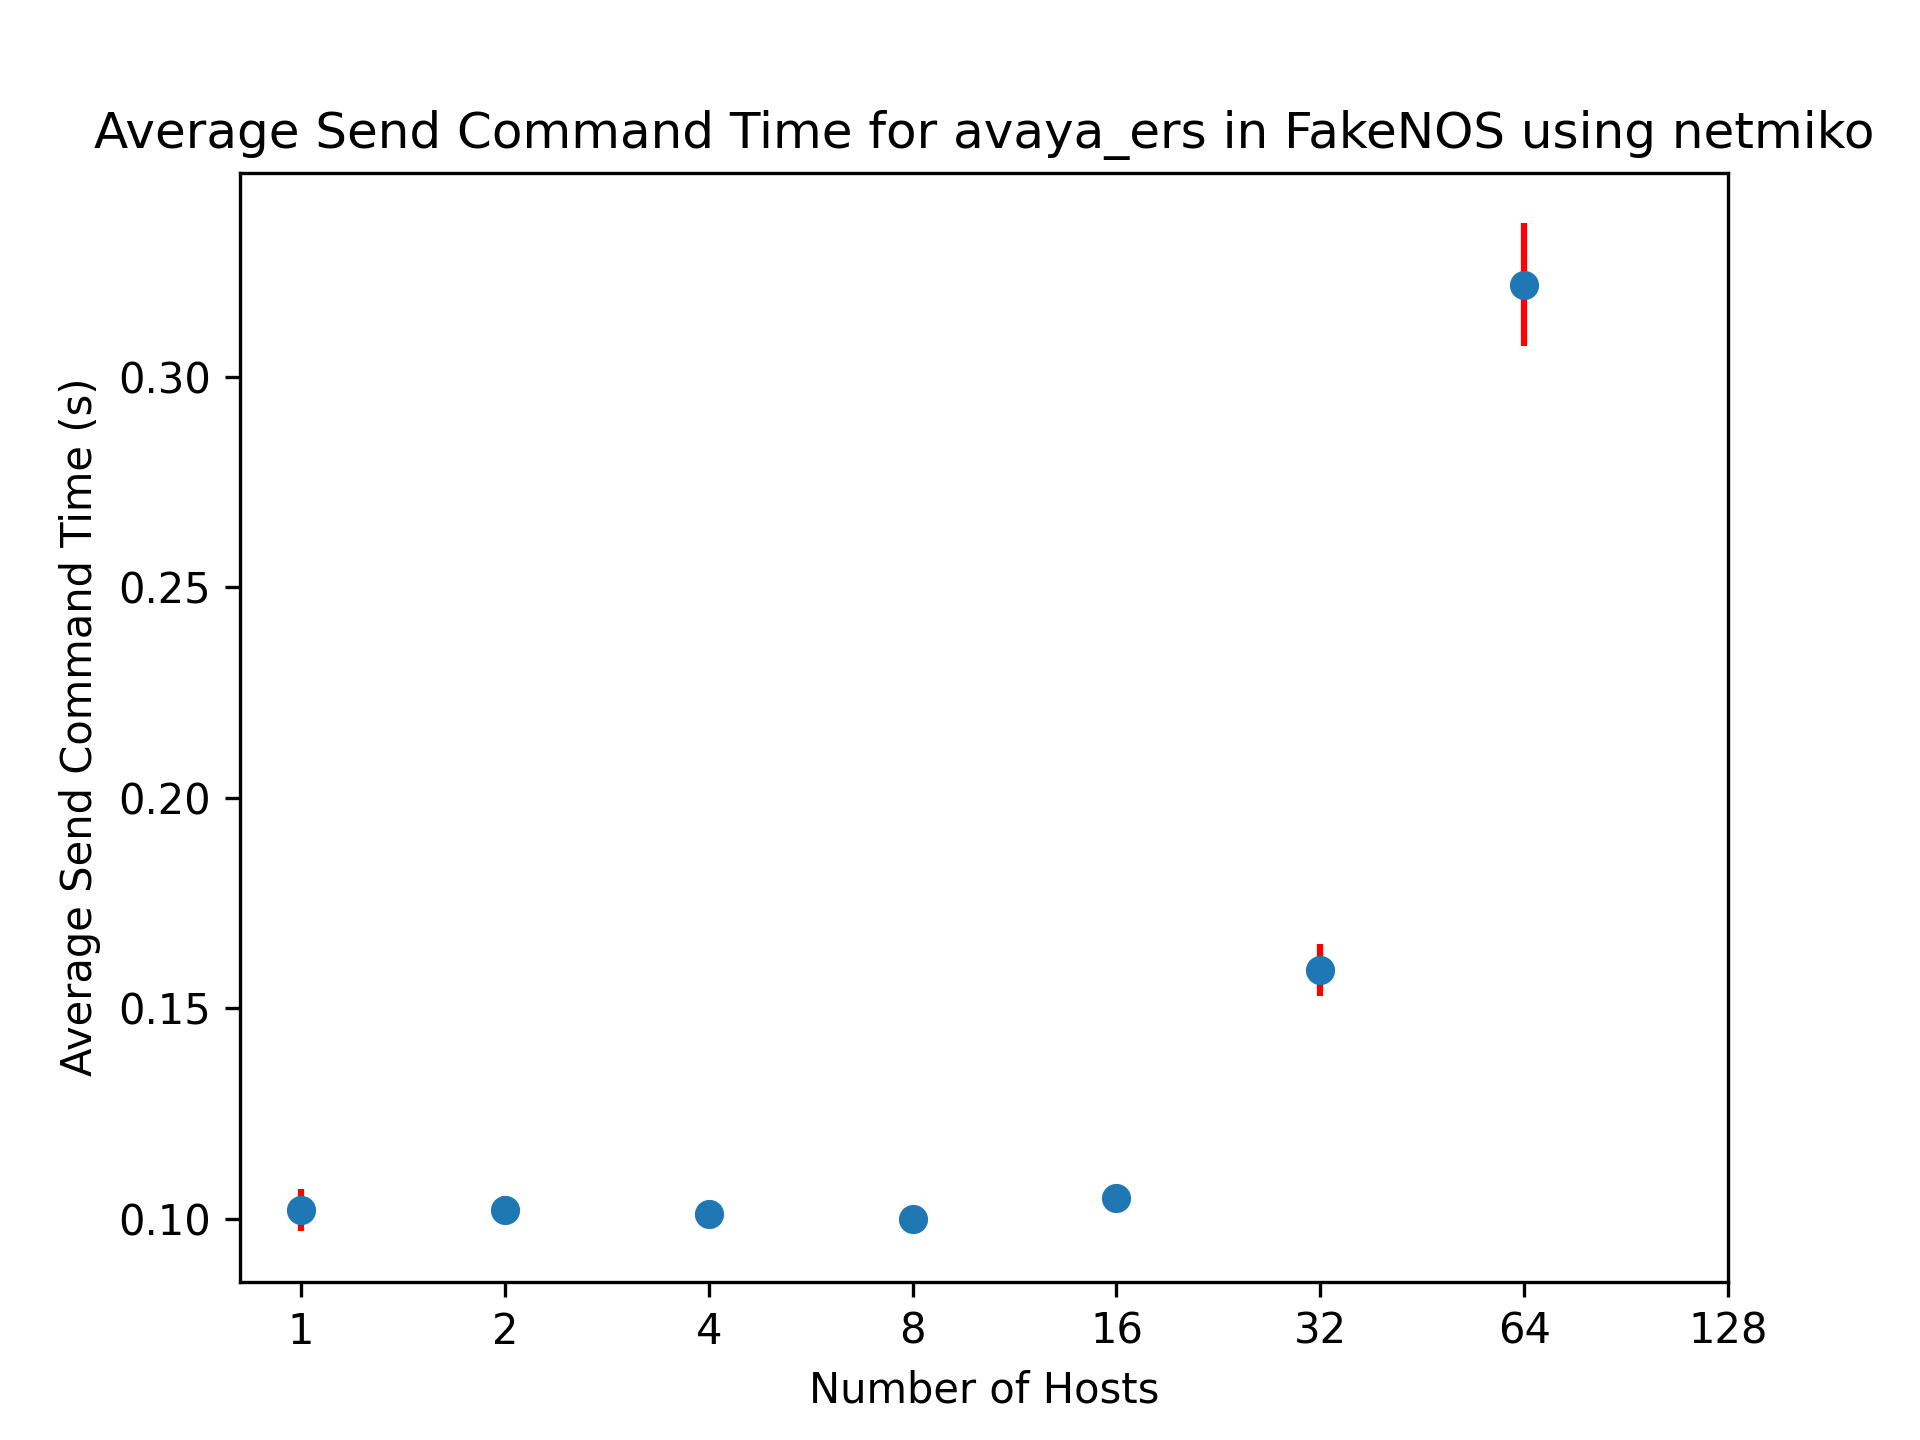 Average Send Command Time for avaya_ers in FakeNOS using netmiko
Average Send Command Time (s)
0.30
0.25
0.20
0.15
0.10
1 2 4 8 16 32 64 128
Number of Hosts